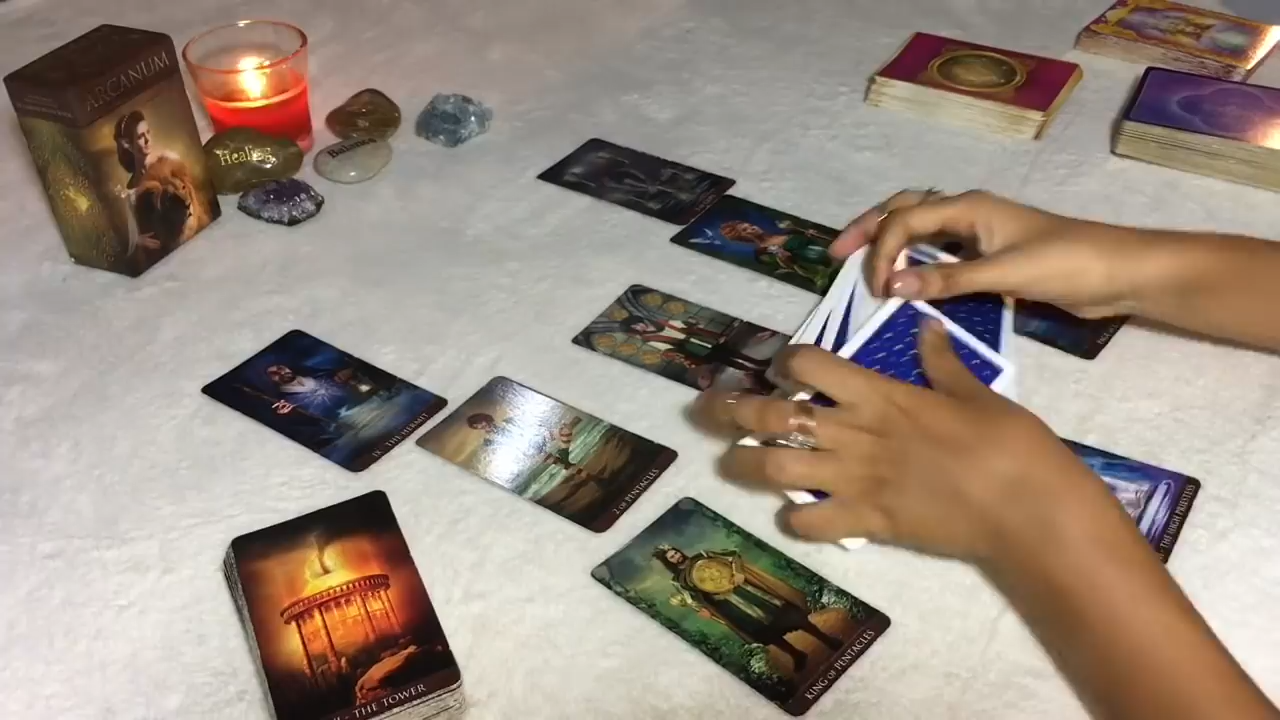 ARCANUM
Healing
Balance
IX - THE HERMIT
2 OF PENTACLES
THE HIGH PRIESTESS
KING OF PENTACLES
THE TOWER